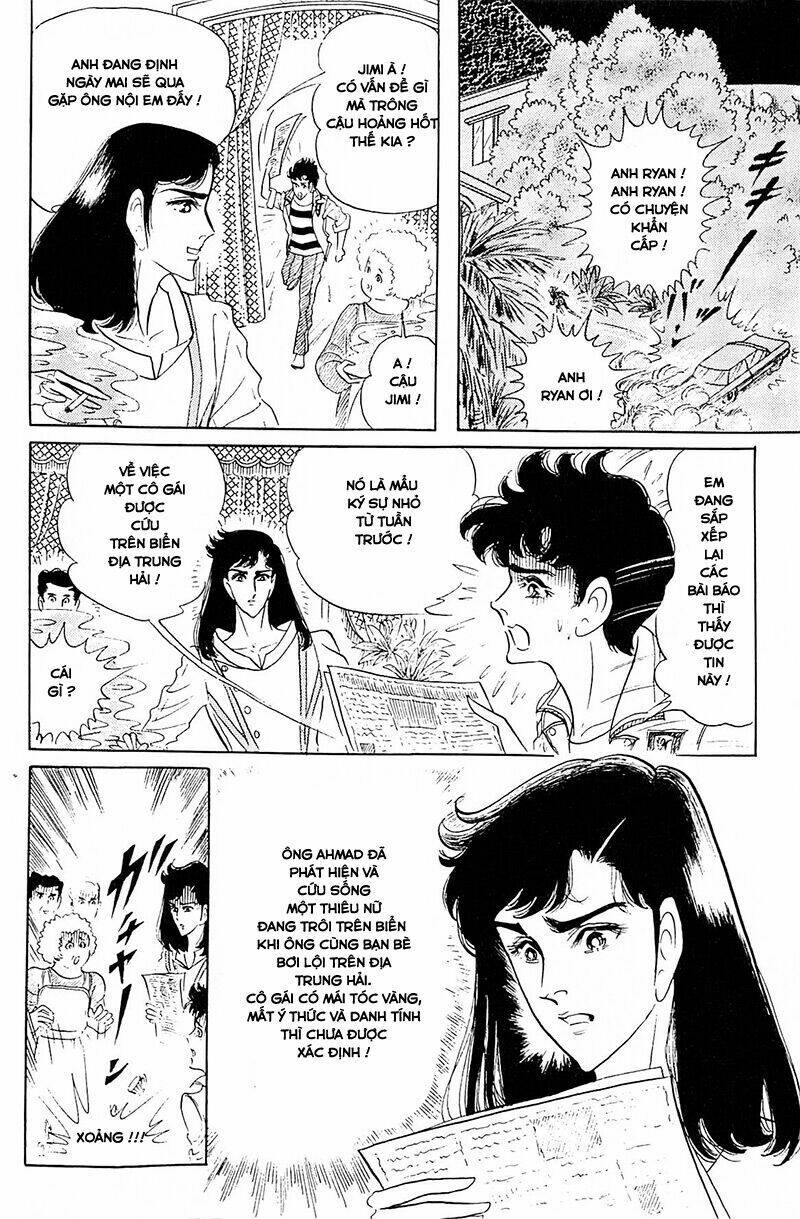 ANH RYAN !
ANH RYAN !
CÓ CHUYỆN
KHẨN
CẤP !
ANH
RYAN ƠI !
JIMI À !
CÓ VẤN ĐỀ GÌ
MÀ TRÔNG
CẬU HOẢNG HỐT
THẾ KIA ?
ANH ĐANG ĐỊNH
NGÀY MAI SẼ QUA
GẶP ÔNG NỘI EM ĐẤY !
A !
CẬU
JIMI !
EM
ĐANG
SẮP
XẾP
LẠI
CÁC
BÀI BÁO
THÌ
THẤY
ĐƯỢC
TIN
NÀY !
NÓ LÀ MẨU
KÝ SỰ NHỎ
TỪ TUẦN
TRƯỚC !
VỀ VIỆC
MỘT CÔ GÁI
ĐƯỢC
CỨU
TRÊN BIỂN
ĐỊA TRUNG
HẢI !
CÁI
GÌ ?
ÔNG AHMAD ĐÃ
PHÁT HIỆN VÀ
CỨU SỐNG
MỘT THIẾU NỮ
ĐANG TRÔI TRÊN BIỂN
KHI ÔNG CÙNG BẠN BÈ
BƠI LỘI TRÊN ĐỊA
TRUNG HẢI.
CÔ GÁI CÓ MÁI TÓC VÀNG,
MẤT Ý THỨC VÀ DANH TÍNH
THÌ CHƯA ĐƯỢC
XÁC ĐỊNH !
ガチャーン
XOẢNG !!!